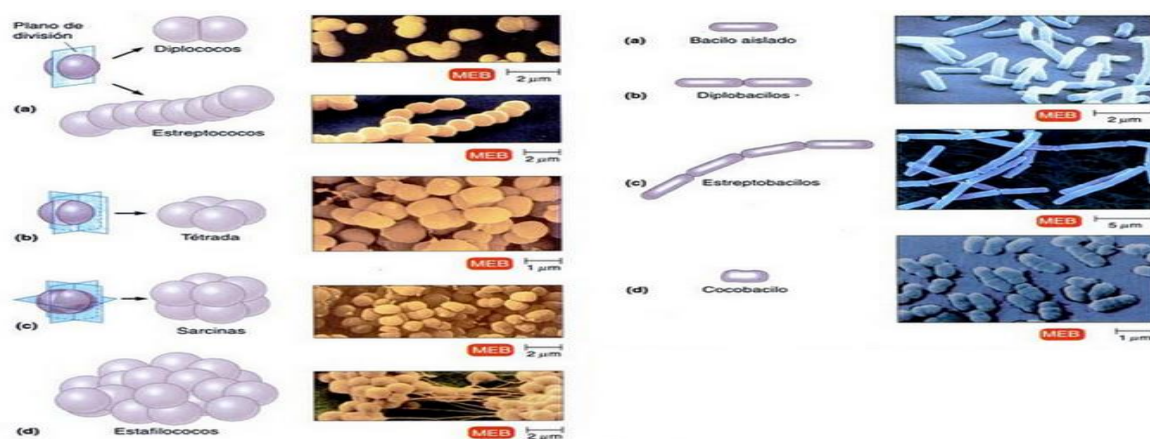 Plano de
división
Diplococos
MEB 2 μm
(a)
Estreptococos
MEB 2 μm
(b)
Tétrada
MEB 1 μm
(c)
Sarcinas
MEB 2 μm
(d)
Estafilococos
MEB 2 μm
(a)
Bacilo aislado
MEB 2 μm
(b)
Diplobacilos -
(c)
Estreptobacilos
MEB 5 μm
(d)
Cocobacilo
MEB 1 μm